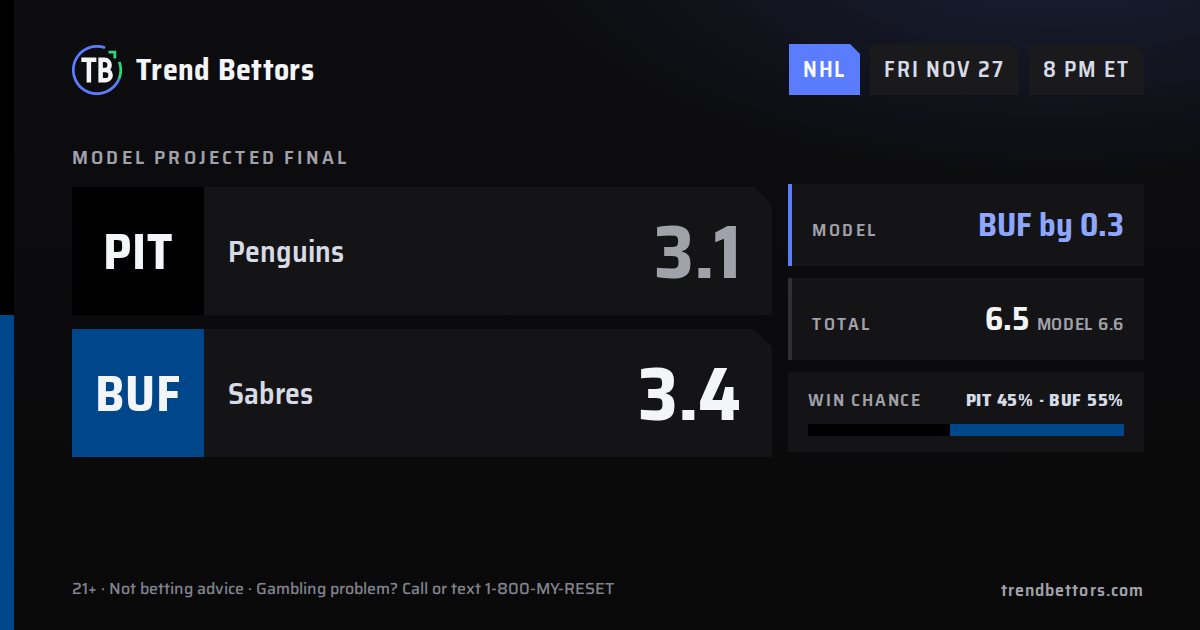 TB Trend Bettors
NHL FRI NOV 27 8 PM ET
MODEL PROJECTED FINAL
PIT Penguins 3.1
BUF Sabres 3.4
MODEL BUF by 0.3
TOTAL 6.5 MODEL 6.6
WIN CHANCE PIT 45% · BUF 55%
21+ · Not betting advice · Gambling problem? Call or text 1-800-MY-RESET
trendbettors.com